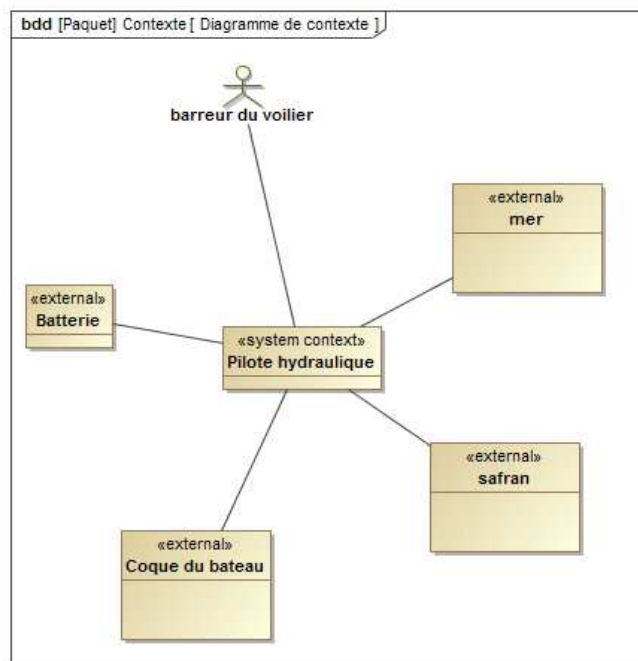 bdd [Paquet] Contexte [ Diagramme de contexte ]
barreur du voilier
«external»
mer
«external»
Batterie
«system context»
Pilote hydraulique
«external»
safran
«external»
Coque du bateau